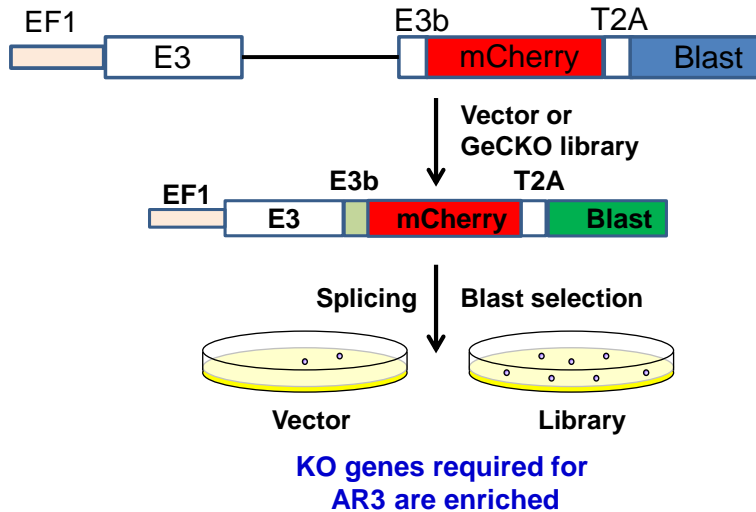 EF1 E3 E3b mCherry T2A Blast
Vector or
GeCKO library
EF1 E3 E3b mCherry T2A Blast
Splicing Blast selection
Vector Library
KO genes required for
AR3 are enriched